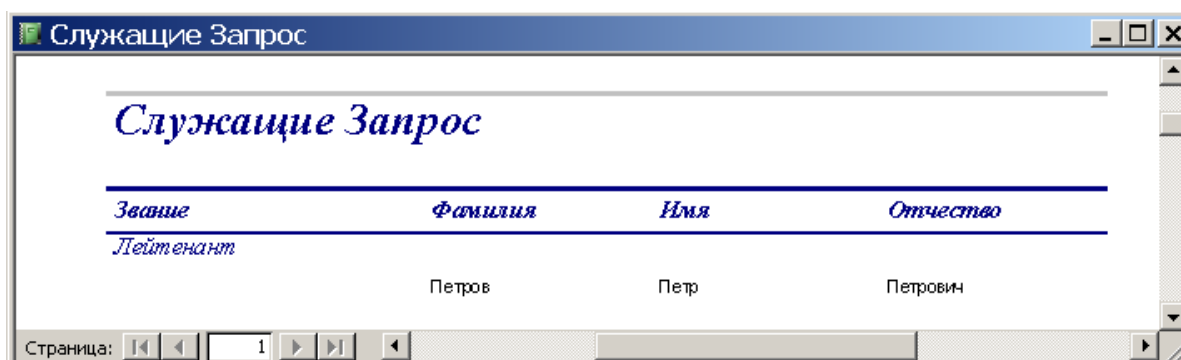 Служащие Запрос
Служащие Запрос
Звание Фамилия Имя Отчество
Лейтенант
Петров Петр Петрович
Страница: 1